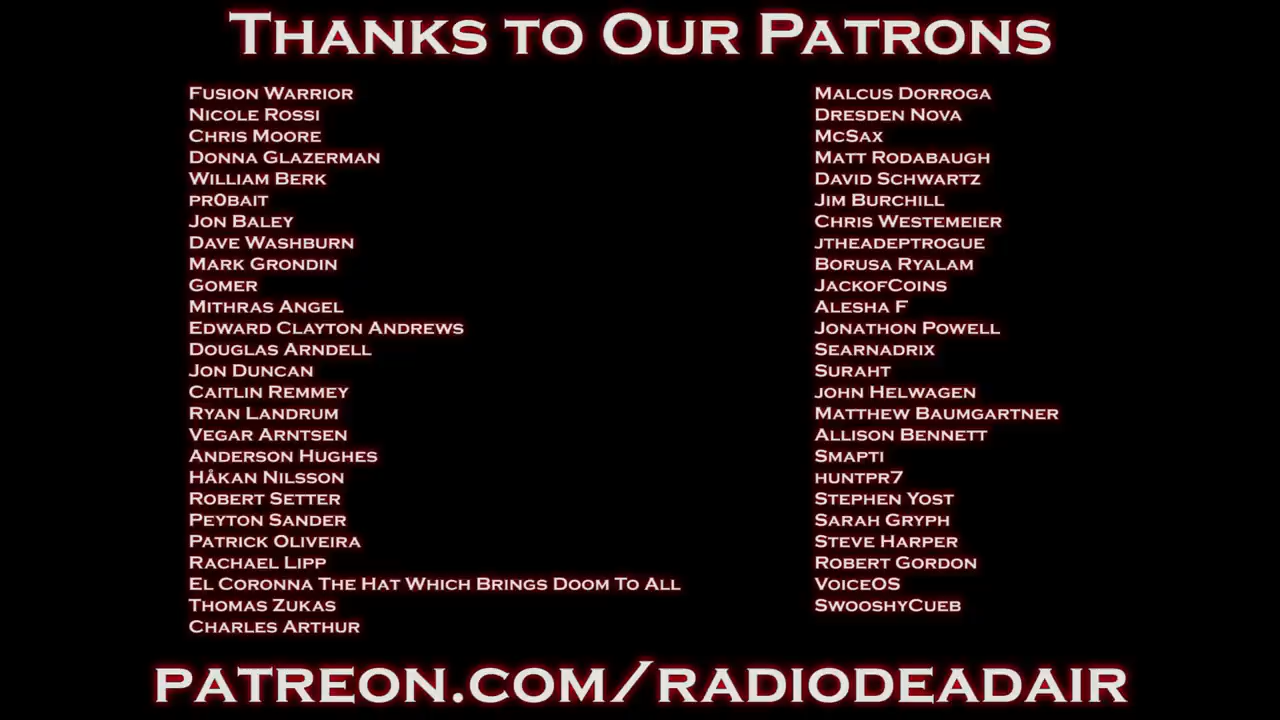 Thanks to Our Patrons
Fusion Warrior
Nicole Rossi
Chris Moore
Donna Glazerman
William Berk
pr0bait
Jon Baley
Dave Washburn
Mark Grondin
Gomer
Mithras Angel
Edward Clayton Andrews
Douglas Arndell
Jon Duncan
Caitlin Remmey
Ryan Landrum
Vegar Arntsen
Anderson Hughes
Håkan Nilsson
Robert Setter
Peyton Sander
Patrick Oliveira
Rachael Lipp
El Coronna The Hat Which Brings Doom To All
Thomas Zukas
Charles Arthur
Malcus Dorroga
Dresden Nova
McSax
Matt Rodabaugh
David Schwartz
Jim Burchill
Chris Westemeier
jtheadeptrogue
Borusa Ryalam
JackofCoins
Alesha F
Jonathon Powell
Searnadrix
Suraht
john Helwagen
Matthew Baumgartner
Allison Bennett
Smapti
huntpr7
Stephen Yost
Sarah Gryph
Steve Harper
Robert Gordon
VoiceOS
SwooshyCueb
patreon.com/radiodeadair